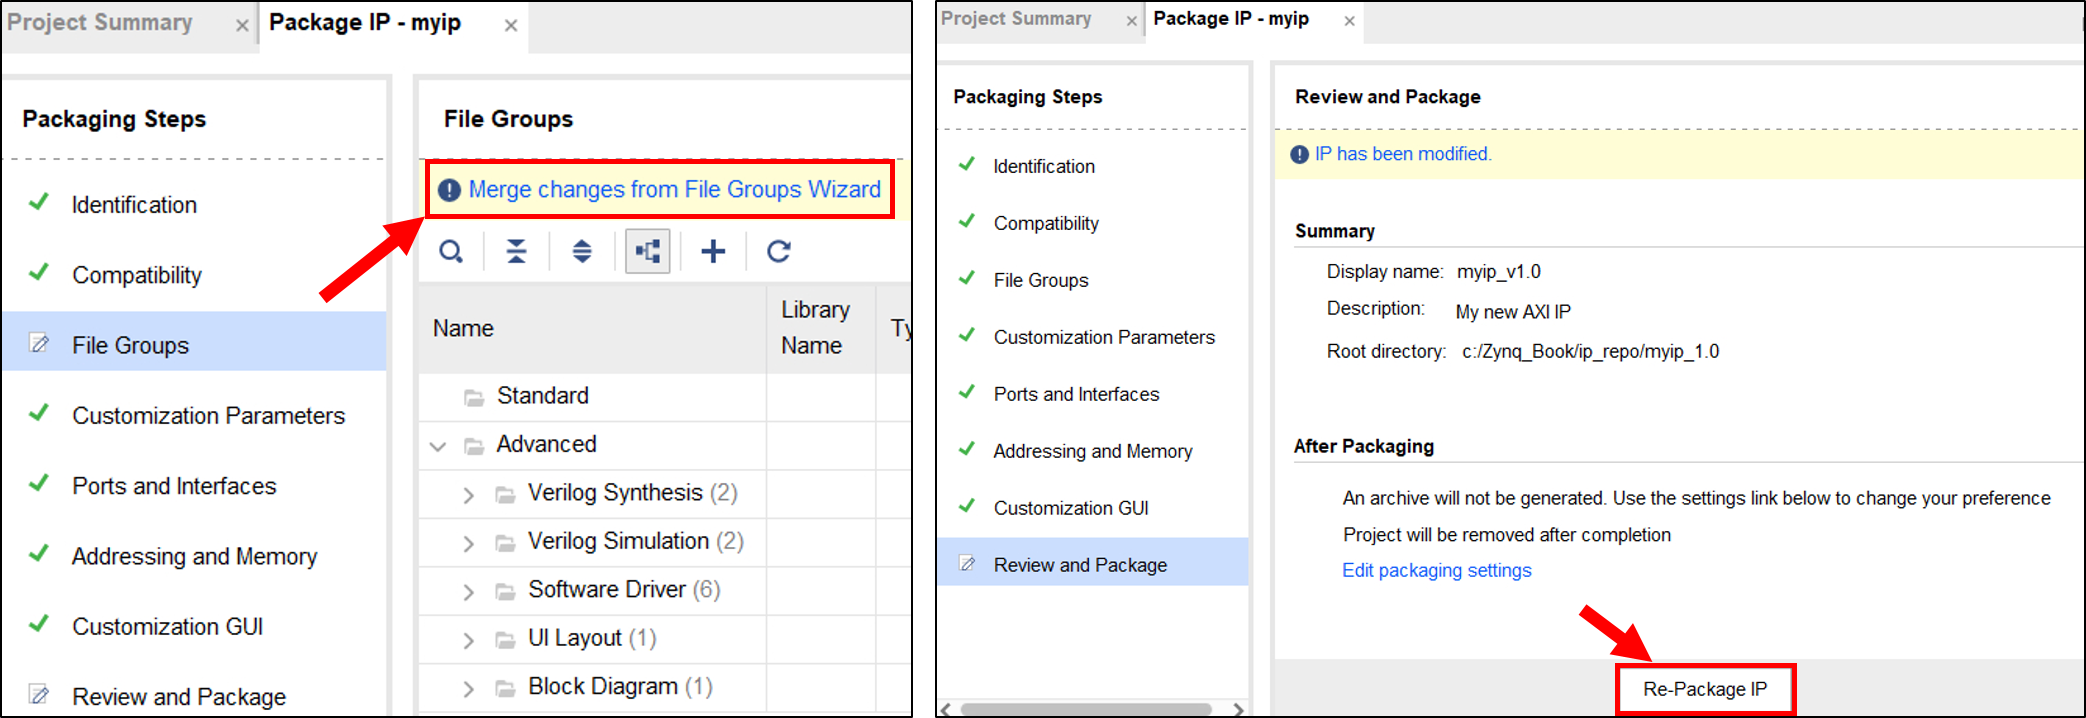 Project Summary
Package IP - myip
Packaging Steps
Identification
Compatibility
File Groups
Customization Parameters
Ports and Interfaces
Addressing and Memory
Customization GUI
Review and Package
File Groups
Merge changes from File Groups Wizard
Name
Library
Name
Ty
Standard
Advanced
Verilog Synthesis (2)
Verilog Simulation (2)
Software Driver (6)
UI Layout (1)
Block Diagram (1)
Project Summary
Package IP - myip
Packaging Steps
Identification
Compatibility
File Groups
Customization Parameters
Ports and Interfaces
Addressing and Memory
Customization GUI
Review and Package
Review and Package
IP has been modified.
Summary
Display name: myip_v1.0
Description: My new AXI IP
Root directory: c:/Zynq_Book/ip_repo/myip_1.0
After Packaging
An archive will not be generated. Use the settings link below to change your preference
Project will be removed after completion
Edit packaging settings
Re-Package IP